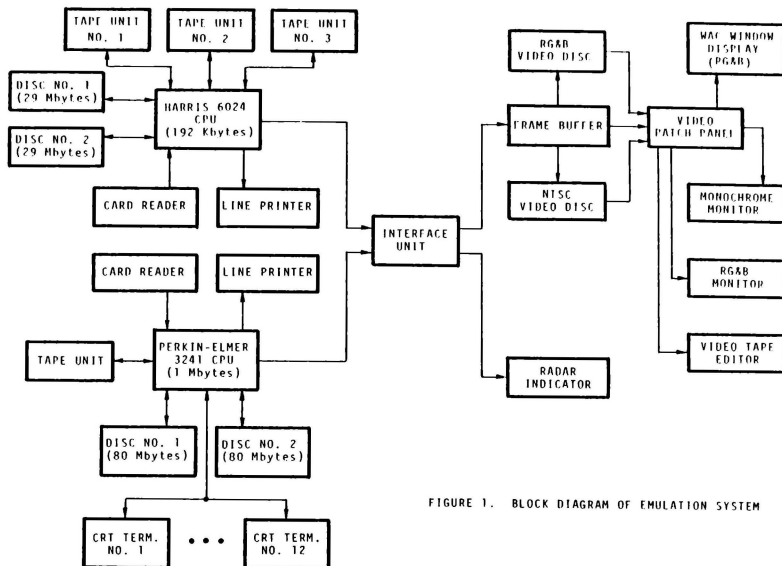 TAPE UNIT
NO. 1
TAPE UNIT
NO. 2
TAPE UNIT
NO. 3
DISC NO. 1
(29 Mbytes)
DISC NO. 2
(29 Mbytes)
HARRIS 6024
CPU
(192 Kbytes)
CARD READER
LINE PRINTER
CARD READER
LINE PRINTER
TAPE UNIT
PERKIN-ELMER
3241 CPU
(1 Mbytes)
DISC NO. 1
(80 Mbytes)
DISC NO. 2
(80 Mbytes)
CRT TERM.
NO. 1
• • •
CRT TERM.
NO. 12
INTERFACE
UNIT
RG&B
VIDEO DISC
FRAME BUFFER
NTSC
VIDEO DISC
RADAR
INDICATOR
WAC WINDOW
DISPLAY
(RG&B)
VIDEO
PATCH PANEL
MONOCHROME
MONITOR
RG&B
MONITOR
VIDEO TAPE
EDITOR
FIGURE 1. BLOCK DIAGRAM OF EMULATION SYSTEM